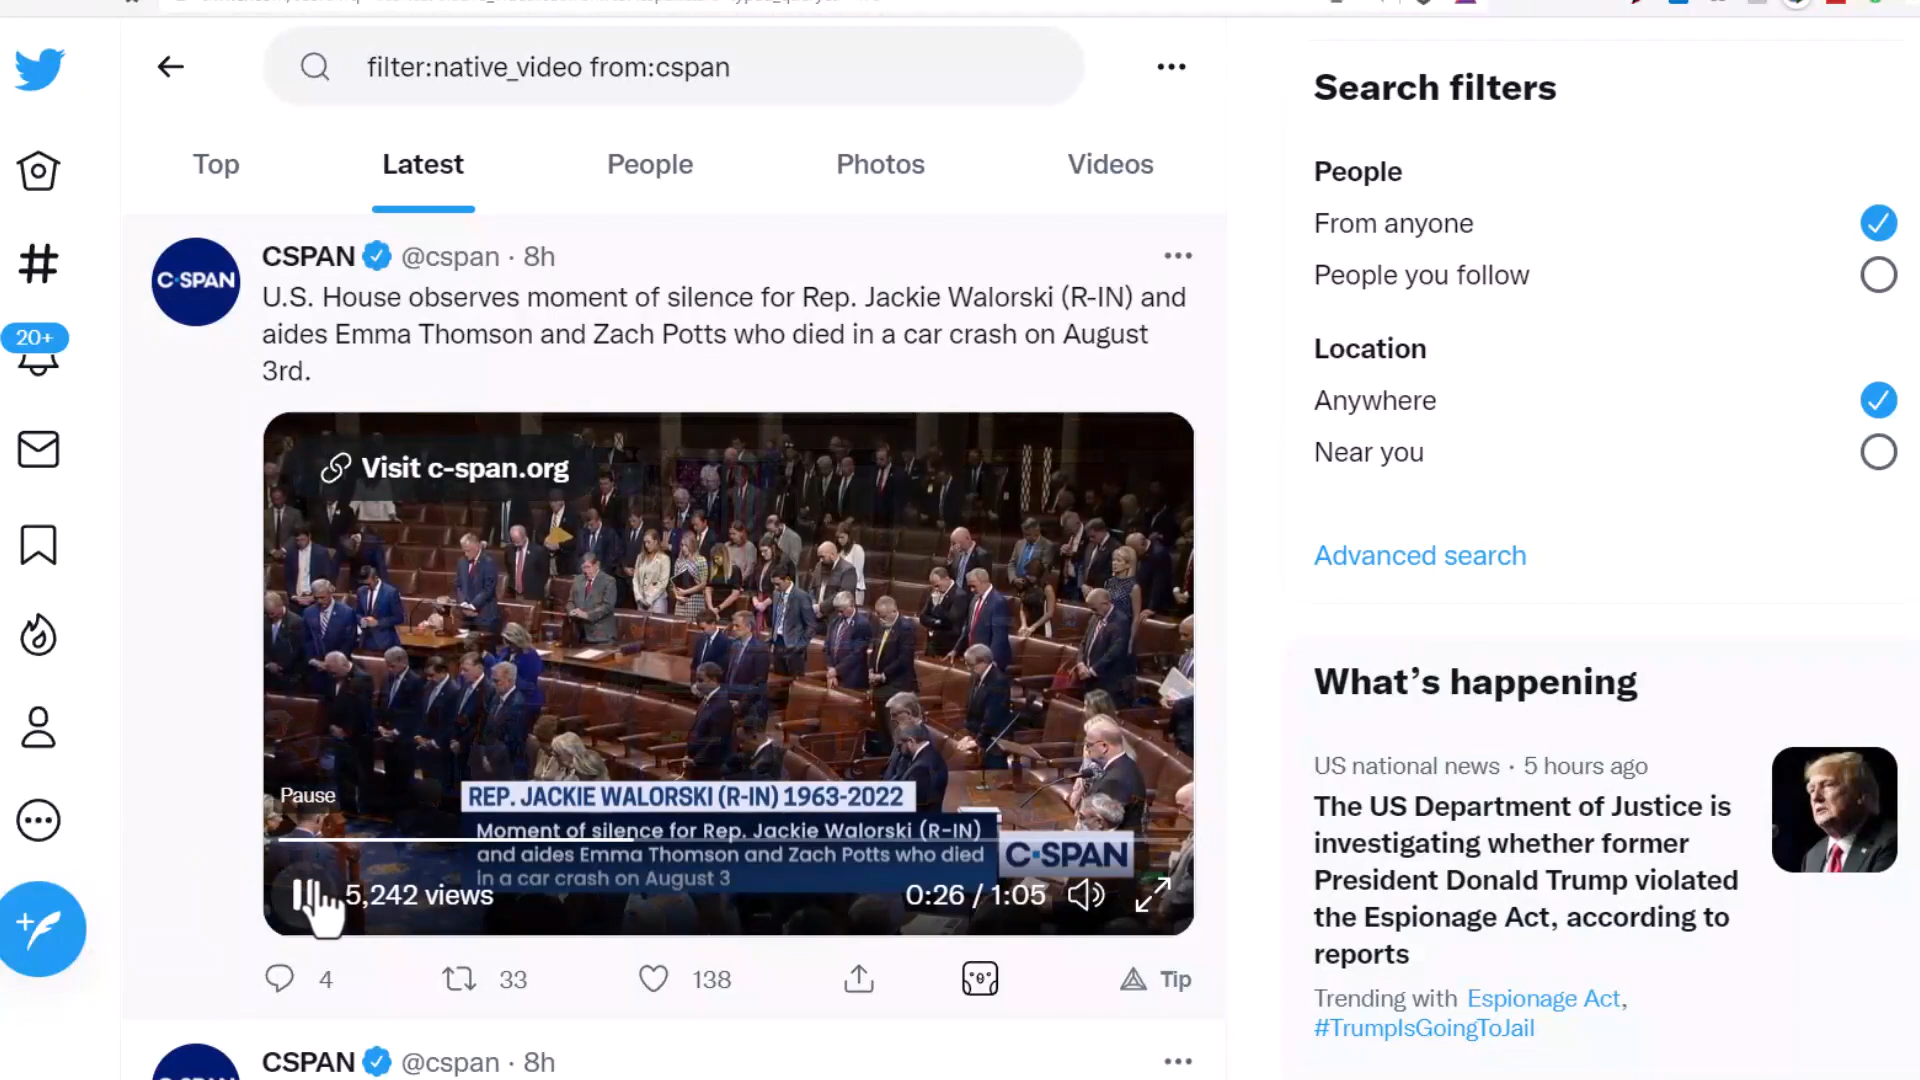 filter:native_video from:cspan
Search filters
Top
Latest
People
Photos
Videos
People
From anyone
People you follow
20+
Location
Anywhere
Near you
Advanced search
C·SPAN
CSPAN @cspan · 8h
U.S. House observes moment of silence for Rep. Jackie Walorski (R-IN) and
aides Emma Thomson and Zach Potts who died in a car crash on August
3rd.
Visit c-span.org
Pause
REP. JACKIE WALORSKI (R-IN) 1963-2022
Moment of silence for Rep. Jackie Walorski (R-IN)
and aides Emma Thomson and Zach Potts who died
in a car crash on August 3
C·SPAN
5,242 views
0:26 / 1:05
4
33
138
Tip
What's happening
US national news · 5 hours ago
The US Department of Justice is
investigating whether former
President Donald Trump violated
the Espionage Act, according to
reports
Trending with Espionage Act,
#TrumpIsGoingToJail
CSPAN @cspan · 8h